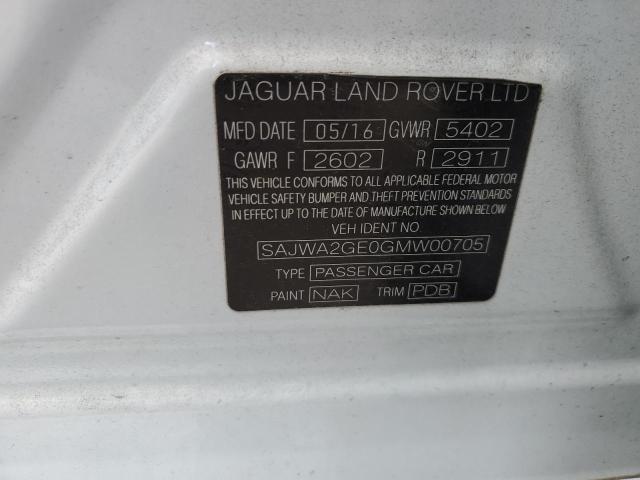 JAGUAR LAND ROVER LTD
MFD DATE 05/16 GVWR 5402
GAWR F 2602 R 2911
THIS VEHICLE CONFORMS TO ALL APPLICABLE FEDERAL MOTOR
VEHICLE SAFETY BUMPER AND THEFT PREVENTION STANDARDS
IN EFFECT UP TO THE DATE OF MANUFACTURE SHOWN BELOW
VEH IDENT NO
SAJWA2GE0GMW00705
TYPE PASSENGER CAR
PAINT NAK TRIM PDB